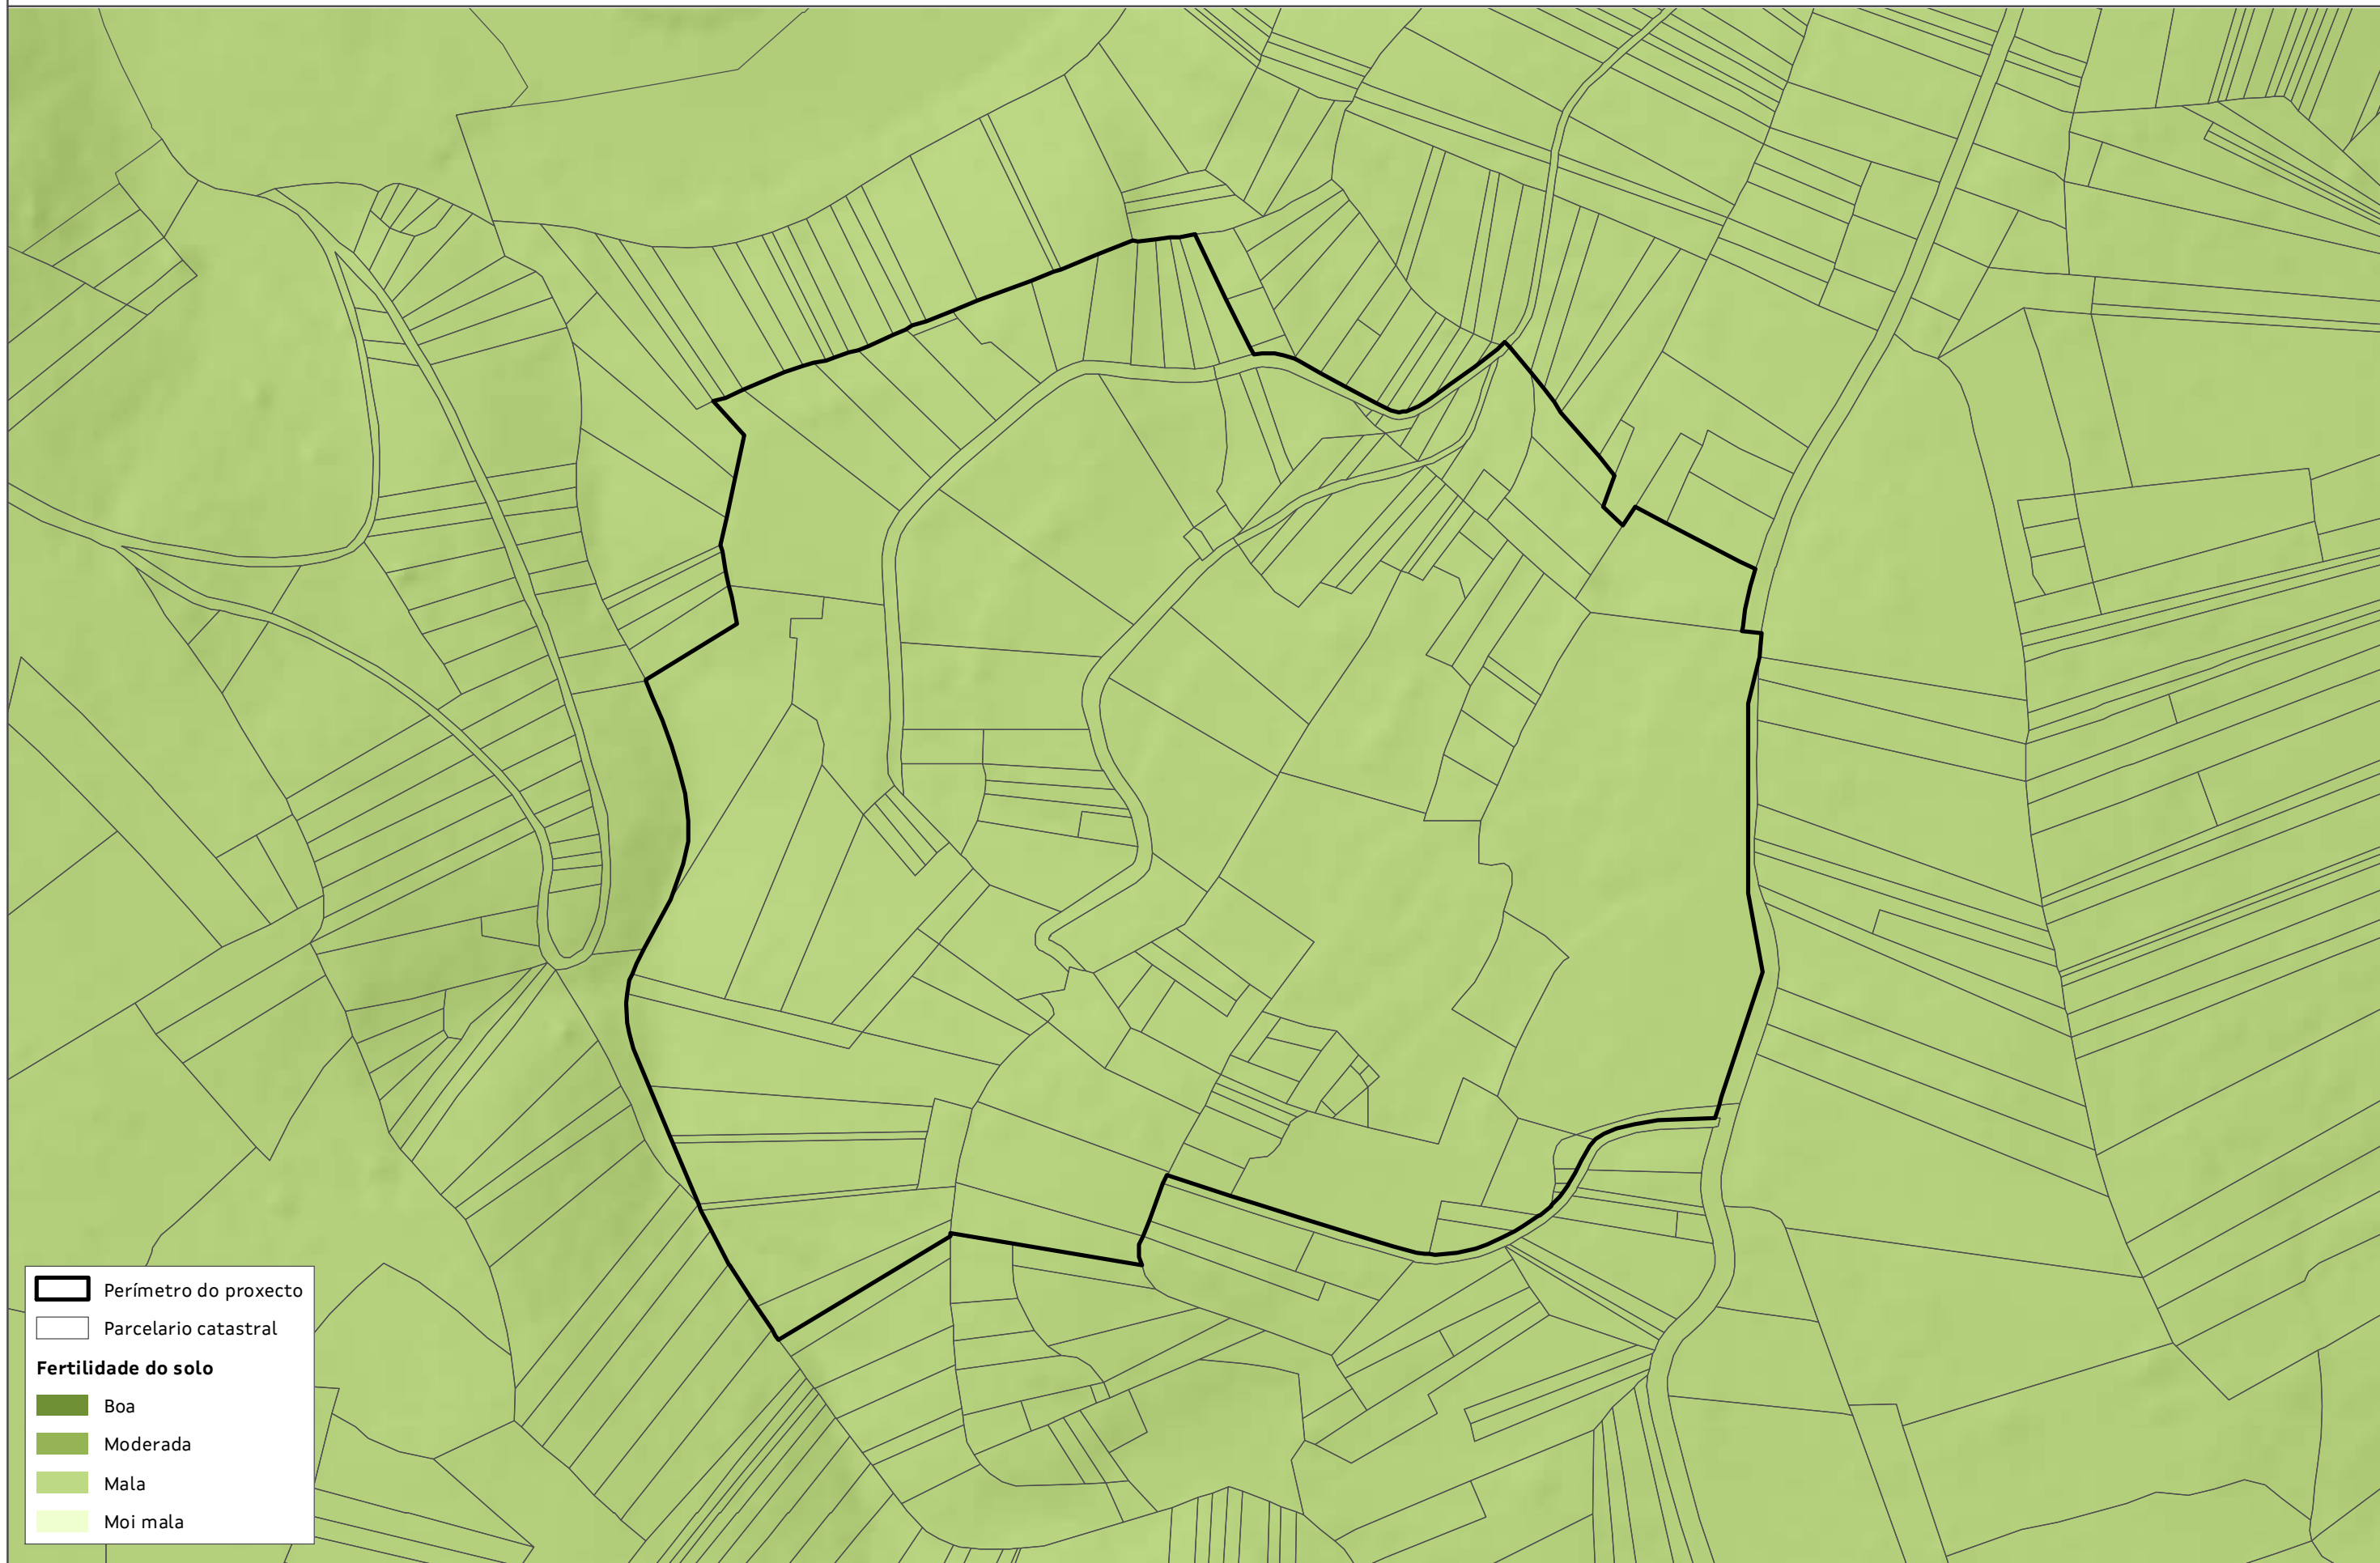 Perímetro do proxecto
Parcelario catastral
Fertilidade do solo
Boa
Moderada
Mala
Moi mala